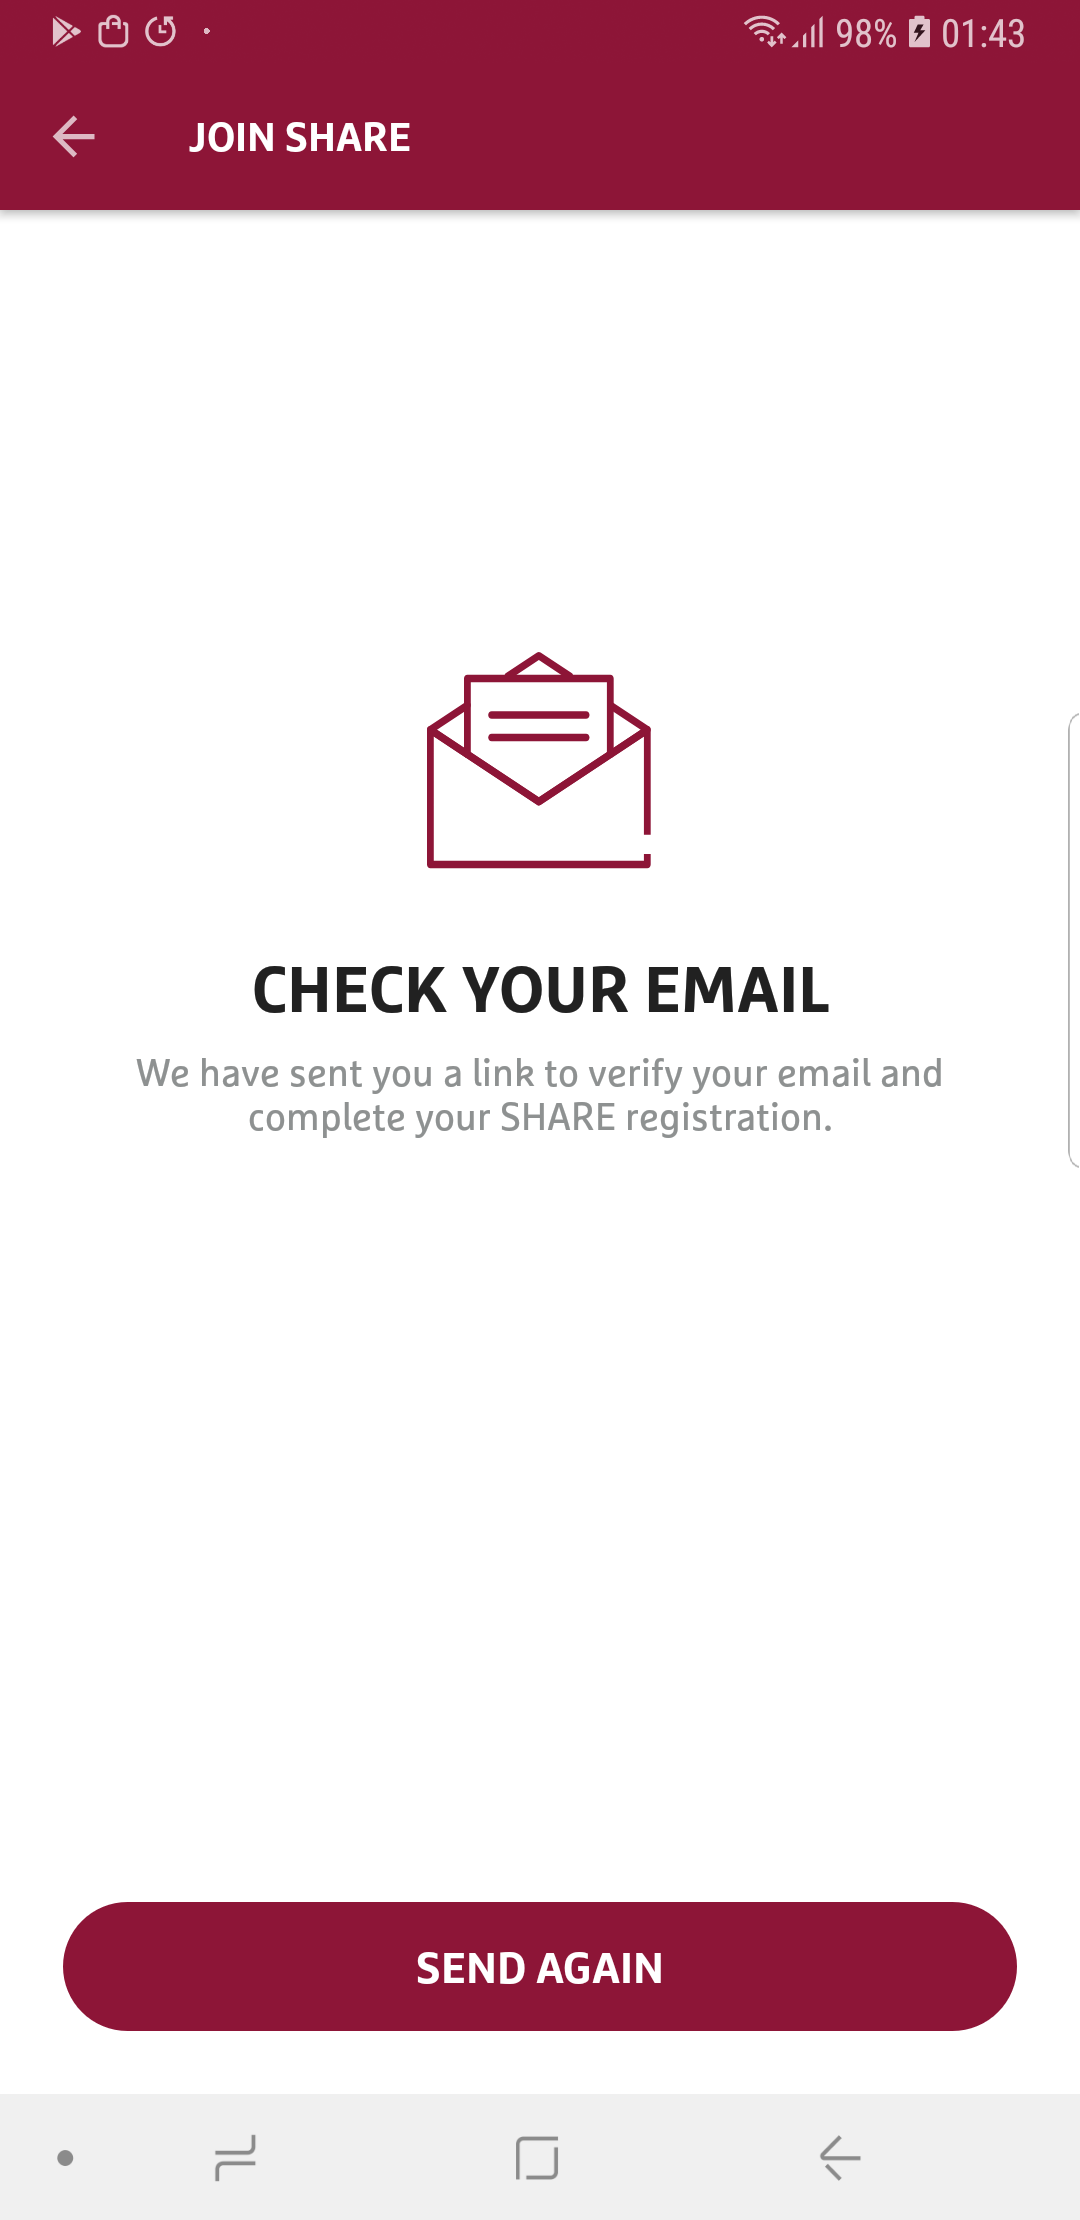 98% 01:43
JOIN SHARE
CHECK YOUR EMAIL
We have sent you a link to verify your email and
complete your SHARE registration.
SEND AGAIN